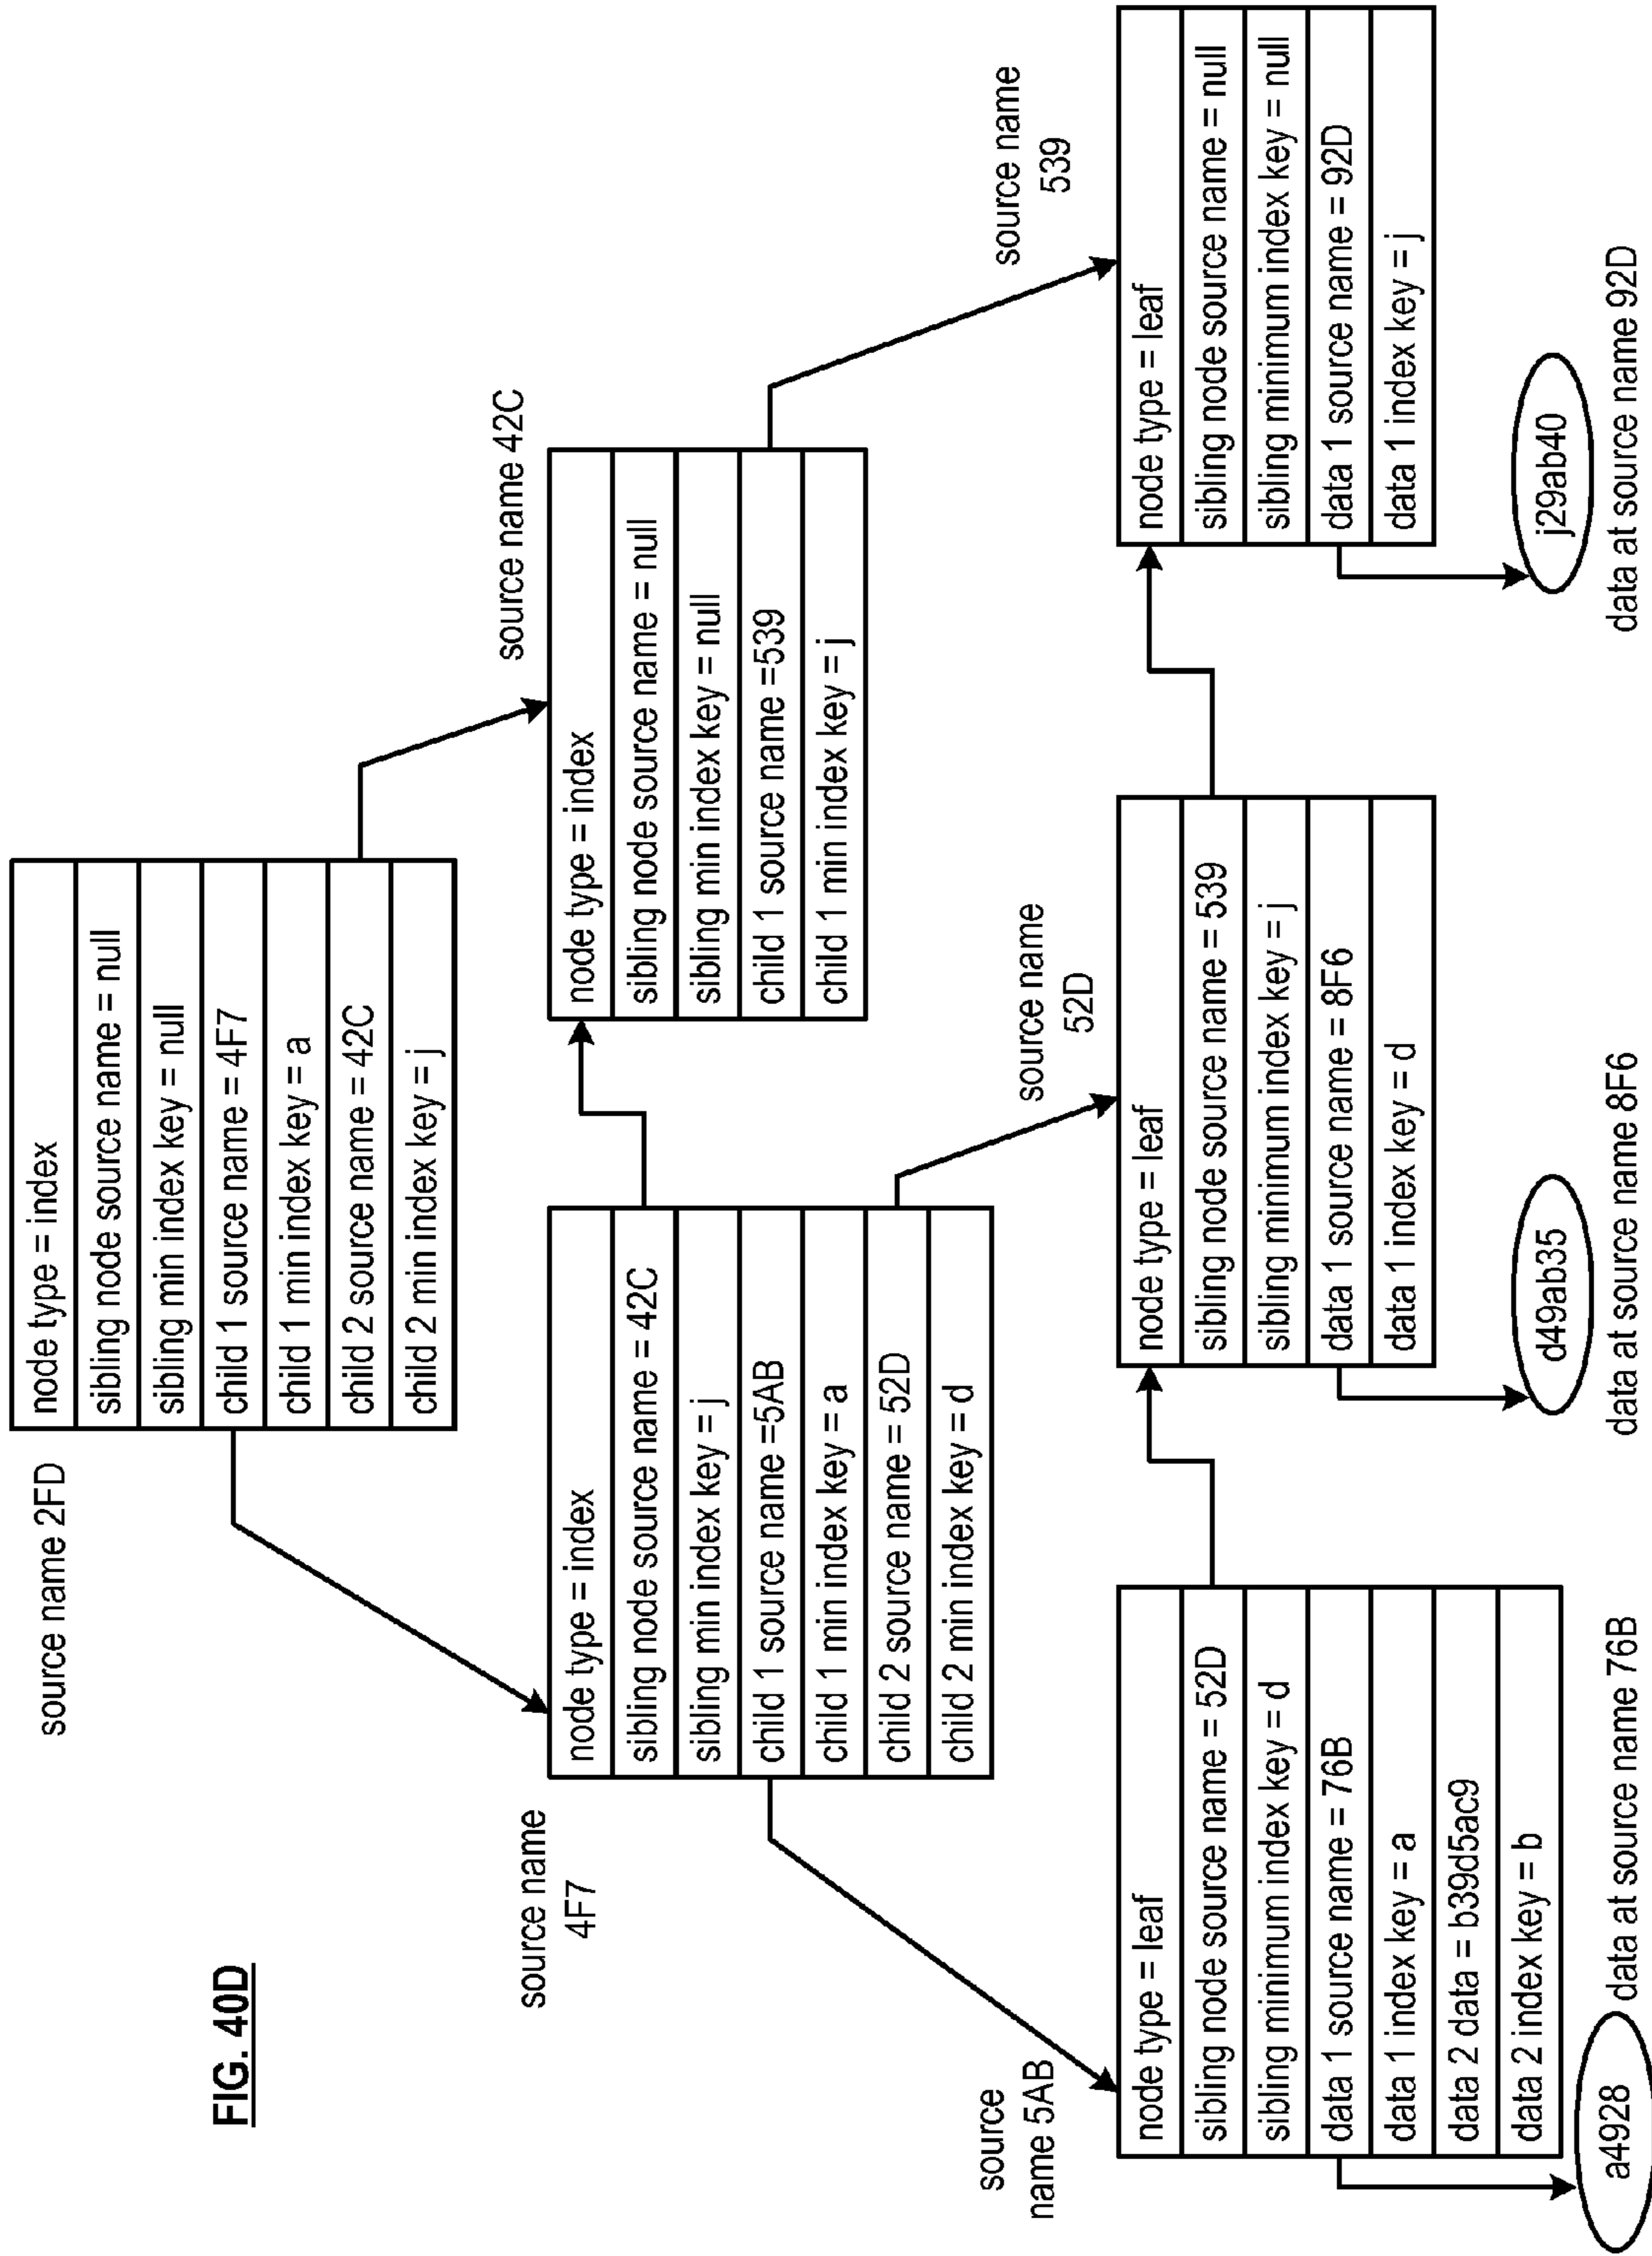 FIG. 40D
source name 2FD
node type = index
sibling node source name = null
sibling min index key = null
child 1 source name = 4F7
child 1 min index key = a
child 2 source name = 42C
child 2 min index key = j
source name
4F7
node type = index
sibling node source name = 42C
sibling min index key = j
child 1 source name =5AB
child 1 min index key = a
child 2 source name = 52D
child 2 min index key = d
source name 42C
node type = index
sibling node source name = null
sibling min index key = null
child 1 source name =539
child 1 min index key = j
source
name 5AB
node type = leaf
sibling node source name = 52D
sibling minimum index key = d
data 1 source name = 76B
data 1 index key = a
data 2 data = b39d5ac9
data 2 index key = b
a4928
data at source name 76B
source name
52D
node type = leaf
sibling node source name = 539
sibling minimum index key = j
data 1 source name = 8F6
data 1 index key = d
d49ab35
data at source name 8F6
source name
539
node type = leaf
sibling node source name = null
sibling minimum index key = null
data 1 source name = 92D
data 1 index key = j
j29ab40
data at source name 92D